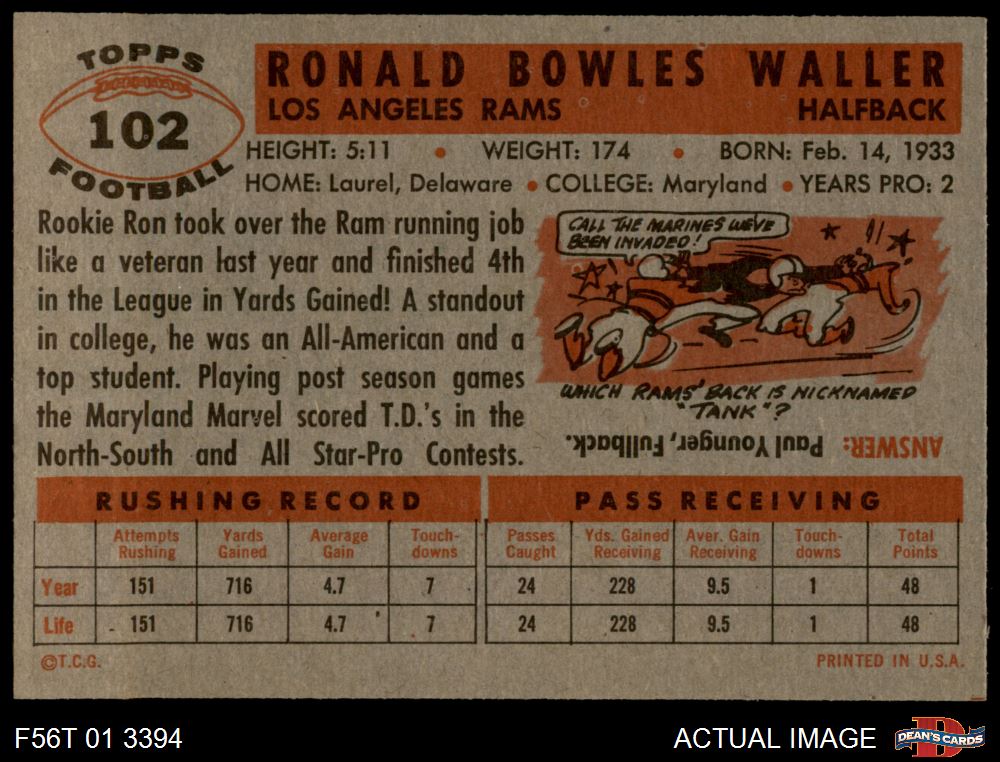 TOPPS
102
FOOTBALL
RONALD BOWLES WALLER
LOS ANGELES RAMS HALFBACK
HEIGHT: 5:11 • WEIGHT: 174 • BORN: Feb. 14, 1933
HOME: Laurel, Delaware • COLLEGE: Maryland • YEARS PRO: 2
Rookie Ron took over the Ram running job
like a veteran last year and finished 4th
in the League in Yards Gained! A standout
in college, he was an All-American and a
top student. Playing post season games
the Maryland Marvel scored T.D.'s in the
North-South and All Star-Pro Contests.
CALL THE MARINES WE'VE
BEEN INVADED!
WHICH RAMS' BACK IS NICKNAMED
"TANK"?
ANSWER: Paul Younger, Fullback.
RUSHING RECORD
Attempts Rushing Yards Gained Average Gain Touch-downs
Year 151 716 4.7 7
Life 151 716 4.7 7
PASS RECEIVING
Passes Caught Yds. Gained Receiving Aver. Gain Receiving Touch-downs Total Points
24 228 9.5 1 48
24 228 9.5 1 48
©T.C.G. PRINTED IN U.S.A.
F56T 01 3394 ACTUAL IMAGE DEAN'S CARDS